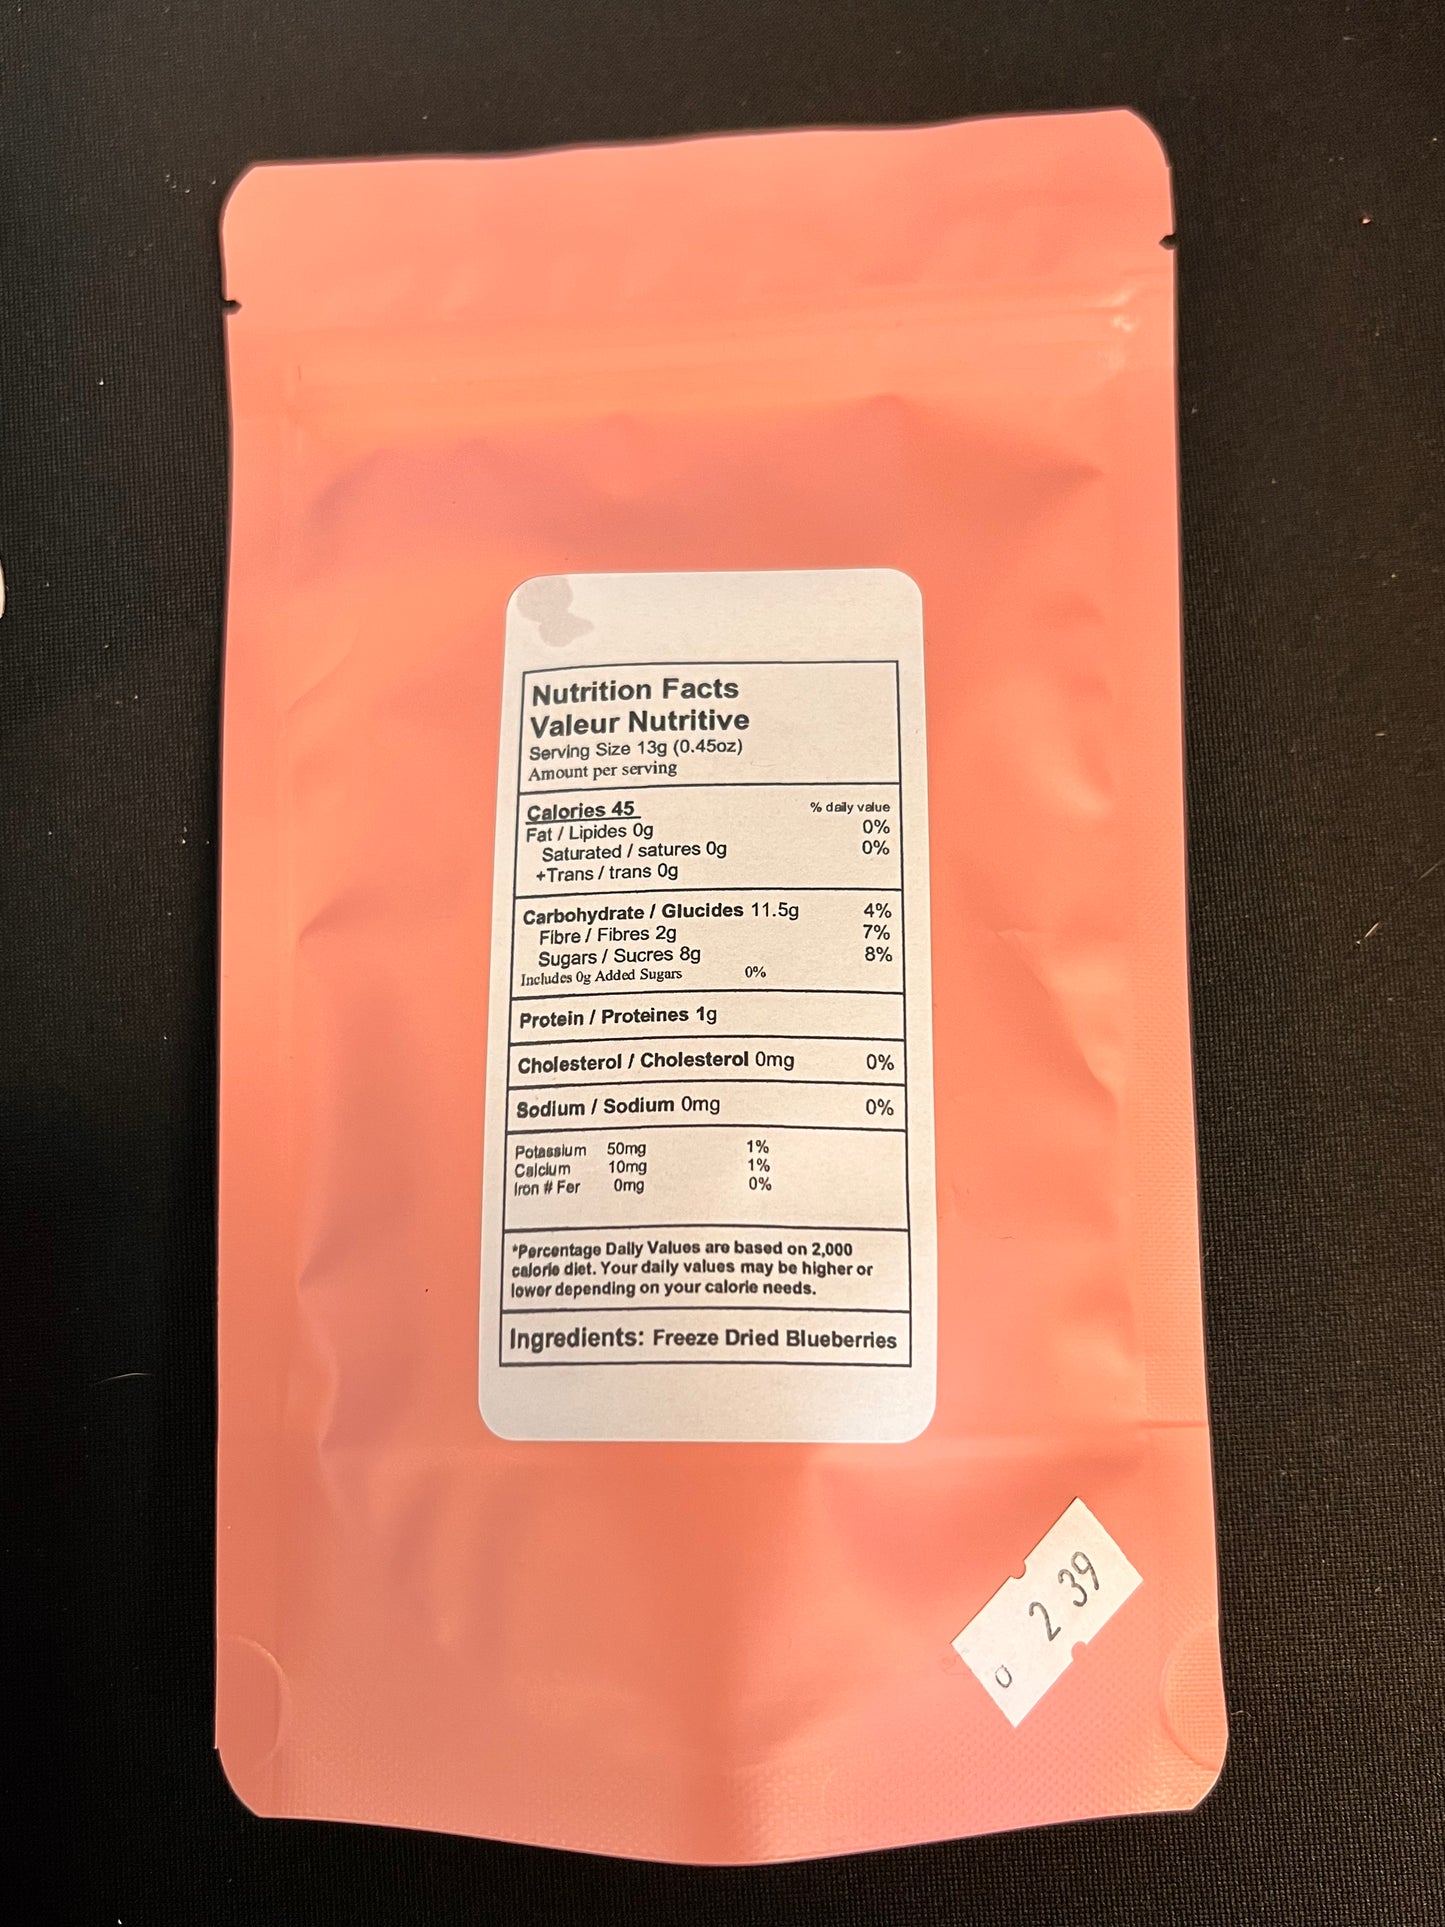 Nutrition Facts
Valeur Nutritive
Serving Size 13g (0.45oz)
Amount per serving
Calories 45 % daily value
Fat / Lipides 0g 0%
Saturated / satures 0g 0%
+Trans / trans 0g
Carbohydrate / Glucides 11.5g 4%
Fibre / Fibres 2g 7%
Sugars / Sucres 8g 8%
Includes 0g Added Sugars 0%
Protein / Proteines 1g
Cholesterol / Cholesterol 0mg 0%
Sodium / Sodium 0mg 0%
Potassium 50mg 1%
Calcium 10mg 1%
Iron # Fer 0mg 0%
*Percentage Daily Values are based on 2,000
calorie diet. Your daily values may be higher or
lower depending on your calorie needs.
Ingredients: Freeze Dried Blueberries
0 2 39